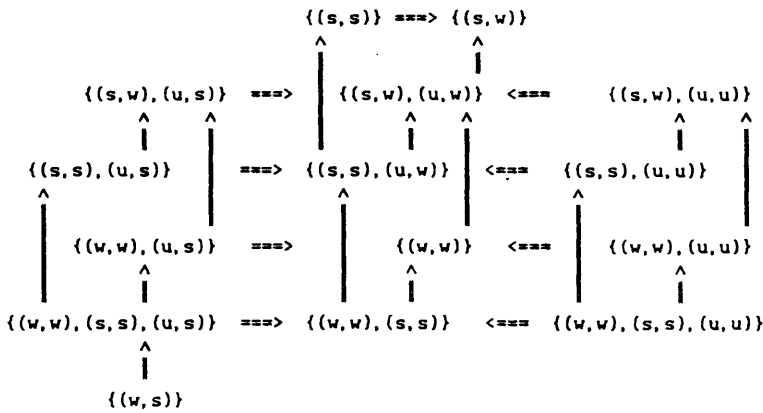 {(s,s)} ===> {(s,w)}
{(s,w),(u,s)} ===> {(s,w),(u,w)} <=== {(s,w),(u,u)}
{(s,s),(u,s)} ===> {(s,s),(u,w)} <=== {(s,s),(u,u)}
{(w,w),(u,s)} ===> {(w,w)} <=== {(w,w),(u,u)}
{(w,w),(s,s),(u,s)} ===> {(w,w),(s,s)} <=== {(w,w),(s,s),(u,u)}
{(w,s)}